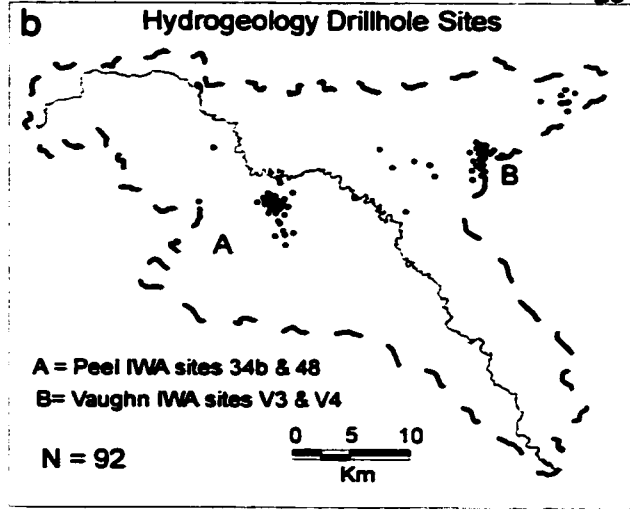 b Hydrogeology Drillhole Sites
B
A
A = Peel IWA sites 34b & 48
B= Vaughn IWA sites V3 & V4
N = 92
0 5 10
Km